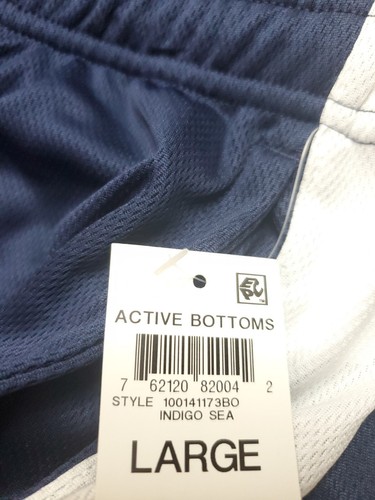 ACTIVE BOTTOMS
7 62120 82004 2
STYLE 100141173BO
INDIGO SEA
LARGE